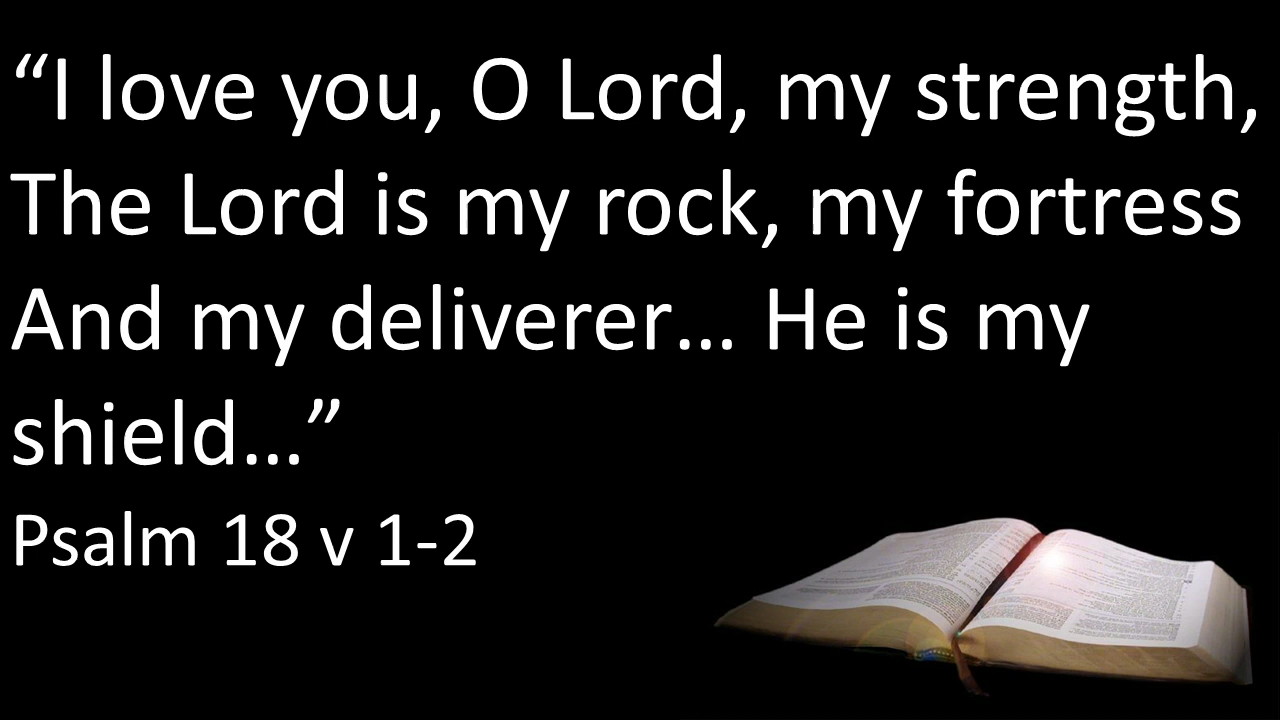 “I love you, O Lord, my strength,
The Lord is my rock, my fortress
And my deliverer… He is my
shield…”
Psalm 18 v 1-2